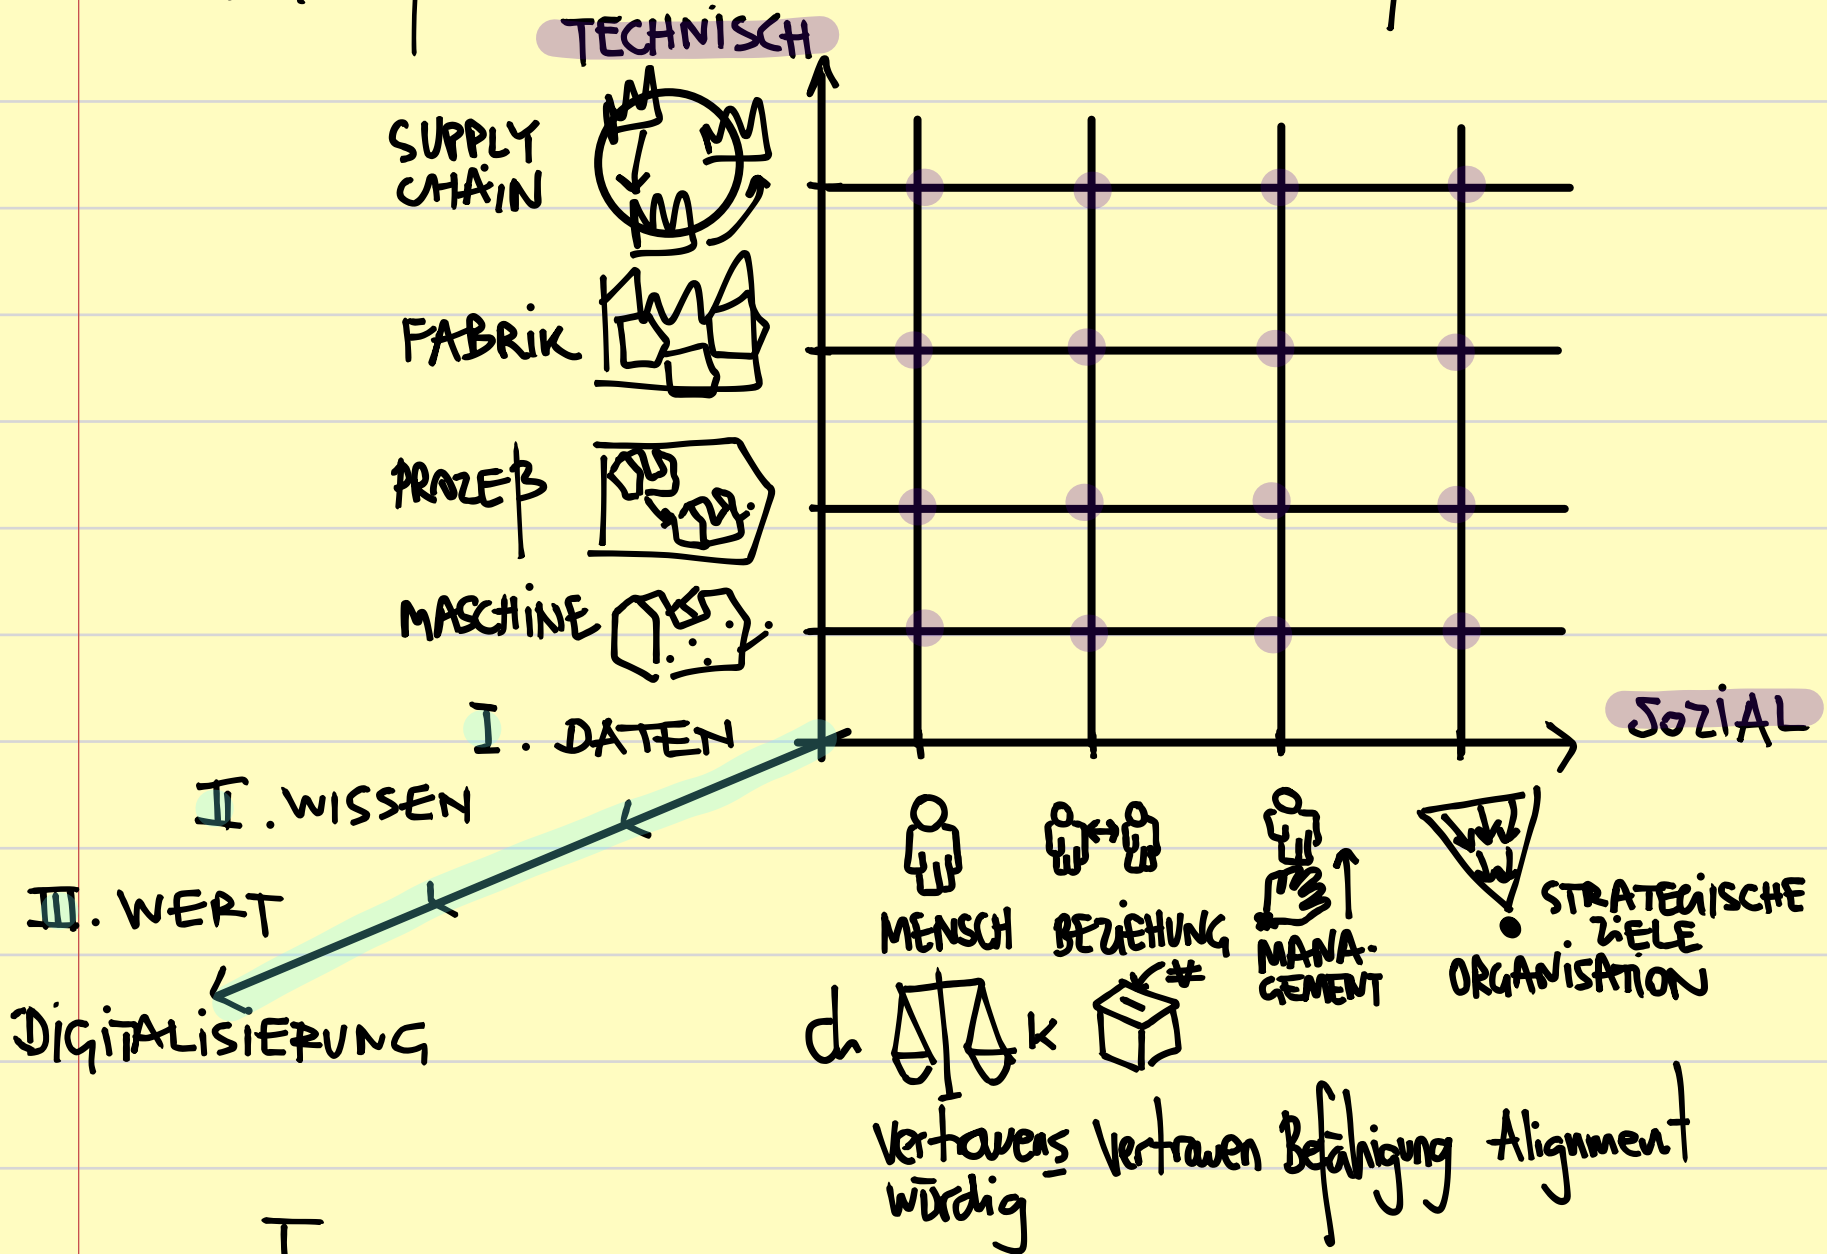 TECHNISCH
SUPPLY
CHAIN
FABRIK
PROZEß
MASCHINE
SOZIAL
I. DATEN
II. WISSEN
III. WERT
DIGITALISIERUNG
MENSCH
BEZIEHUNG
MANA-
GEMENT
STRATEGISCHE
ZIELE
ORGANISATION
d k
Vertrauens
würdig
Vertrauen
Befähigung
Alignment